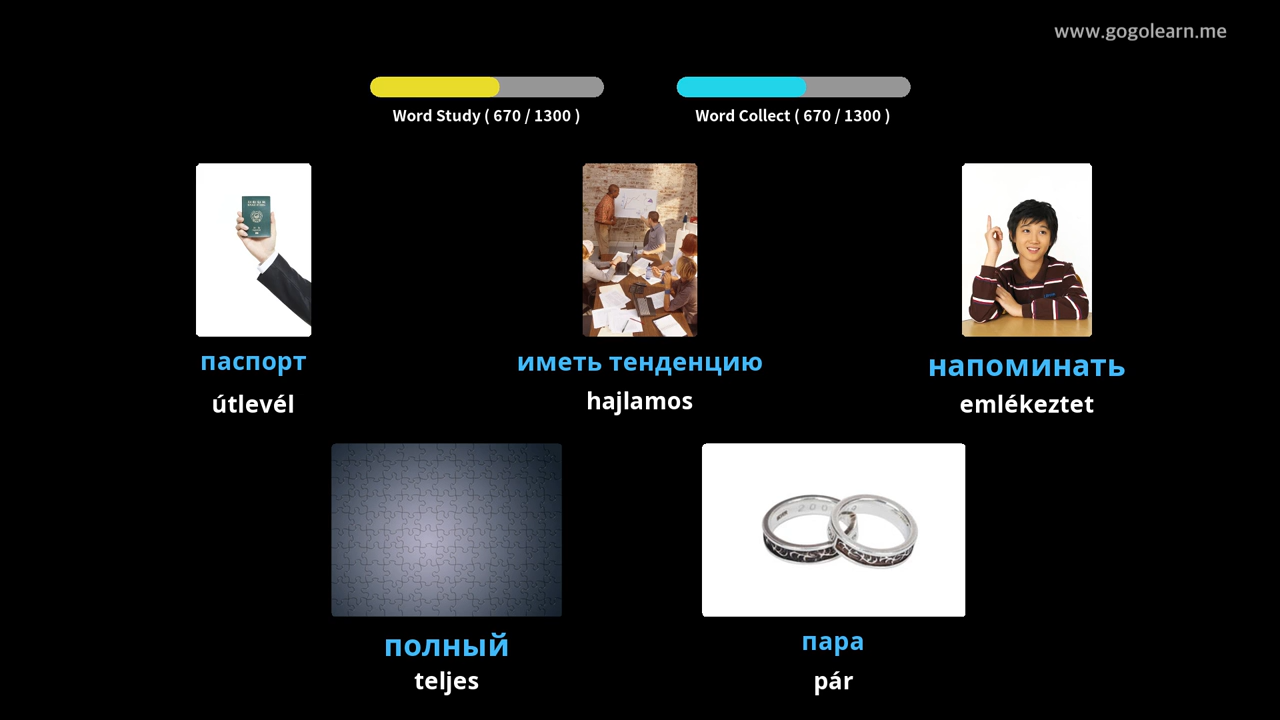 www.gogolearn.me
Word Study ( 670 / 1300 )
Word Collect ( 670 / 1300 )
паспорт
útlevél
иметь тенденцию
hajlamos
напоминать
emlékeztet
полный
teljes
пара
pár